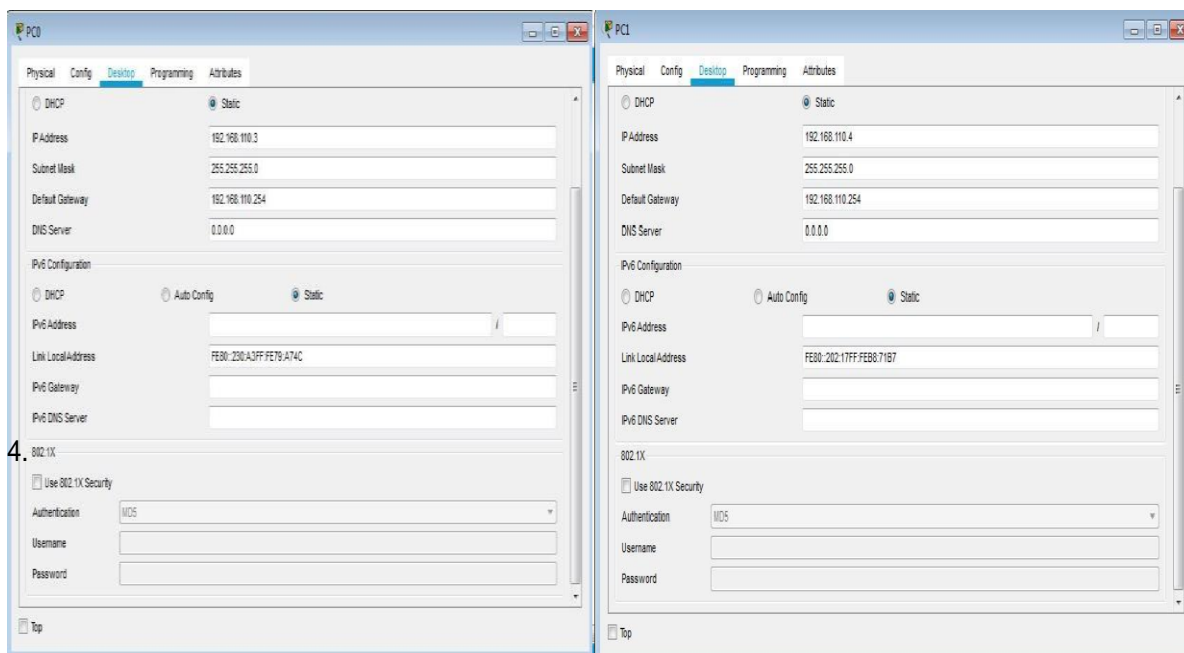 PC0
Physical Config Desktop Programming Attributes
DHCP Static
IP Address 192.168.110.3
Subnet Mask 255.255.255.0
Default Gateway 192.168.110.254
DNS Server 0.0.0.0
IPv6 Configuration
DHCP Auto Config Static
IPv6 Address /
Link Local Address FE80::230:A3FF:FE79:A74C
IPv6 Gateway
IPv6 DNS Server
4. 802.1X
Use 802.1X Security
Authentication MD5
Username
Password
Top
PC1
Physical Config Desktop Programming Attributes
DHCP Static
IP Address 192.168.110.4
Subnet Mask 255.255.255.0
Default Gateway 192.168.110.254
DNS Server 0.0.0.0
IPv6 Configuration
DHCP Auto Config Static
IPv6 Address /
Link Local Address FE80::202:17FF:FEB8:71B7
IPv6 Gateway
IPv6 DNS Server
802.1X
Use 802.1X Security
Authentication MD5
Username
Password
Top